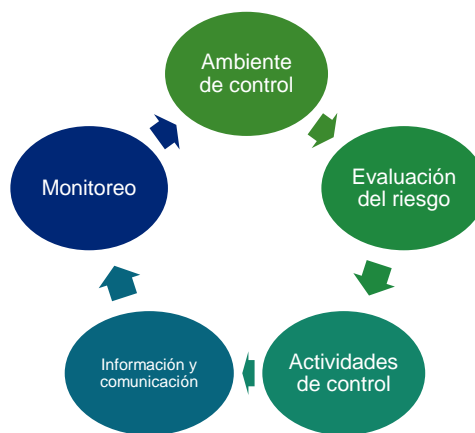 Ambiente
de control
Evaluación
del riesgo
Actividades
de control
Información y
comunicación
Monitoreo